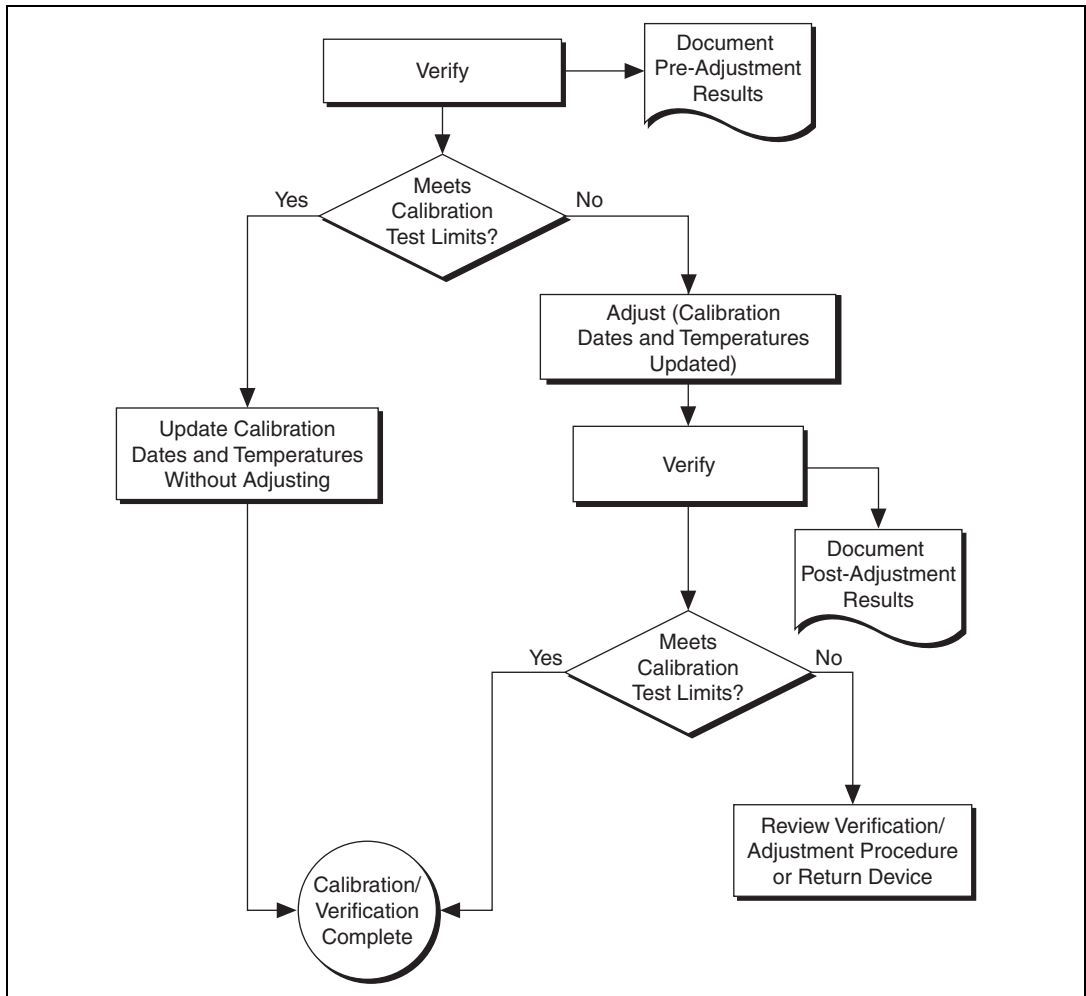 Verify
Document
Pre-Adjustment
Results
Meets
Calibration
Test Limits?
Yes
No
Adjust (Calibration
Dates and Temperatures
Updated)
Update Calibration
Dates and Temperatures
Without Adjusting
Verify
Document
Post-Adjustment
Results
Meets
Calibration
Test Limits?
Yes
No
Review Verification/
Adjustment Procedure
or Return Device
Calibration/
Verification
Complete